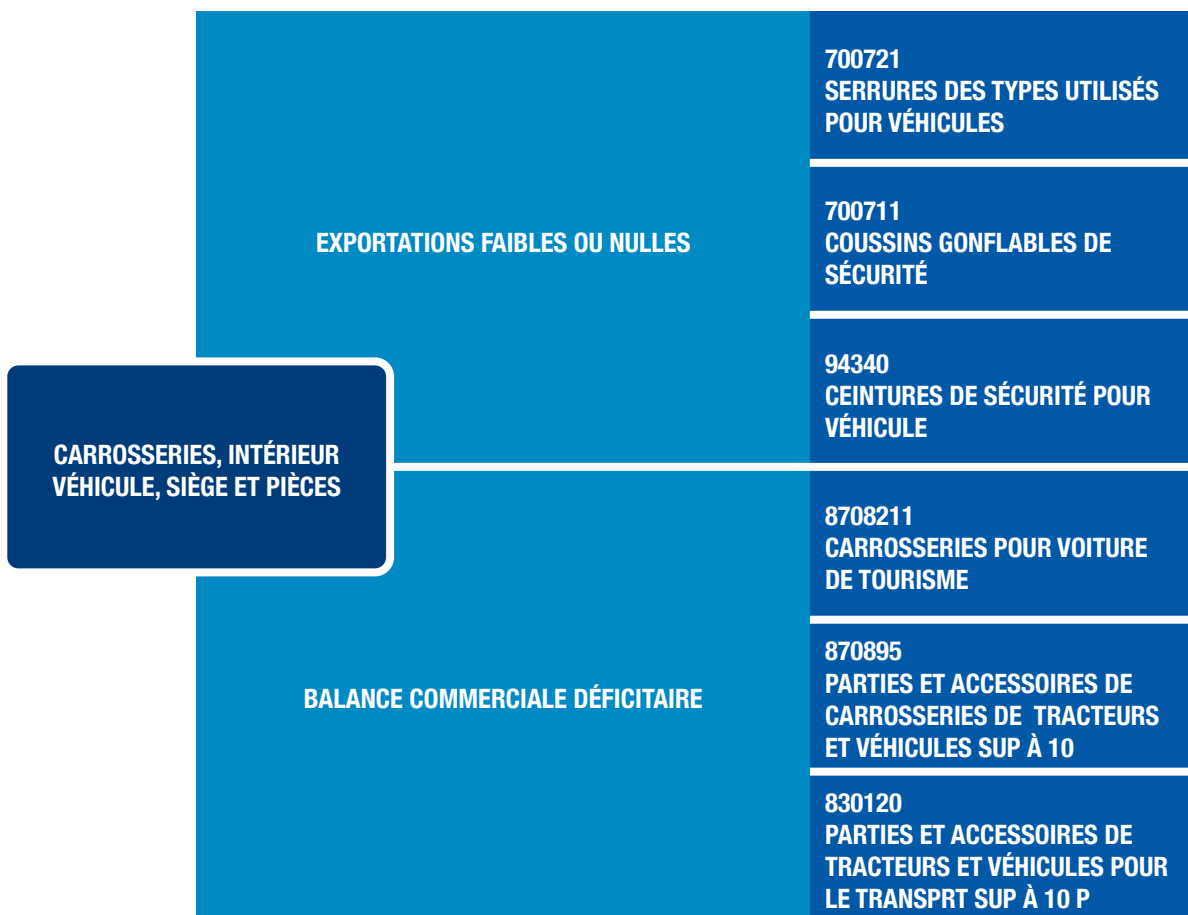 CARROSSERIES, INTÉRIEUR
VÉHICULE, SIÈGE ET PIÈCES
EXPORTATIONS FAIBLES OU NULLES
700721
SERRURES DES TYPES UTILISÉS
POUR VÉHICULES
700711
COUSSINS GONFLABLES DE
SÉCURITÉ
94340
CEINTURES DE SÉCURITÉ POUR
VÉHICULE
BALANCE COMMERCIALE DÉFICITAIRE
8708211
CARROSSERIES POUR VOITURE
DE TOURISME
870895
PARTIES ET ACCESSOIRES DE
CARROSSERIES DE TRACTEURS
ET VÉHICULES SUP À 10
830120
PARTIES ET ACCESSOIRES DE
TRACTEURS ET VÉHICULES POUR
LE TRANSPRT SUP À 10 P